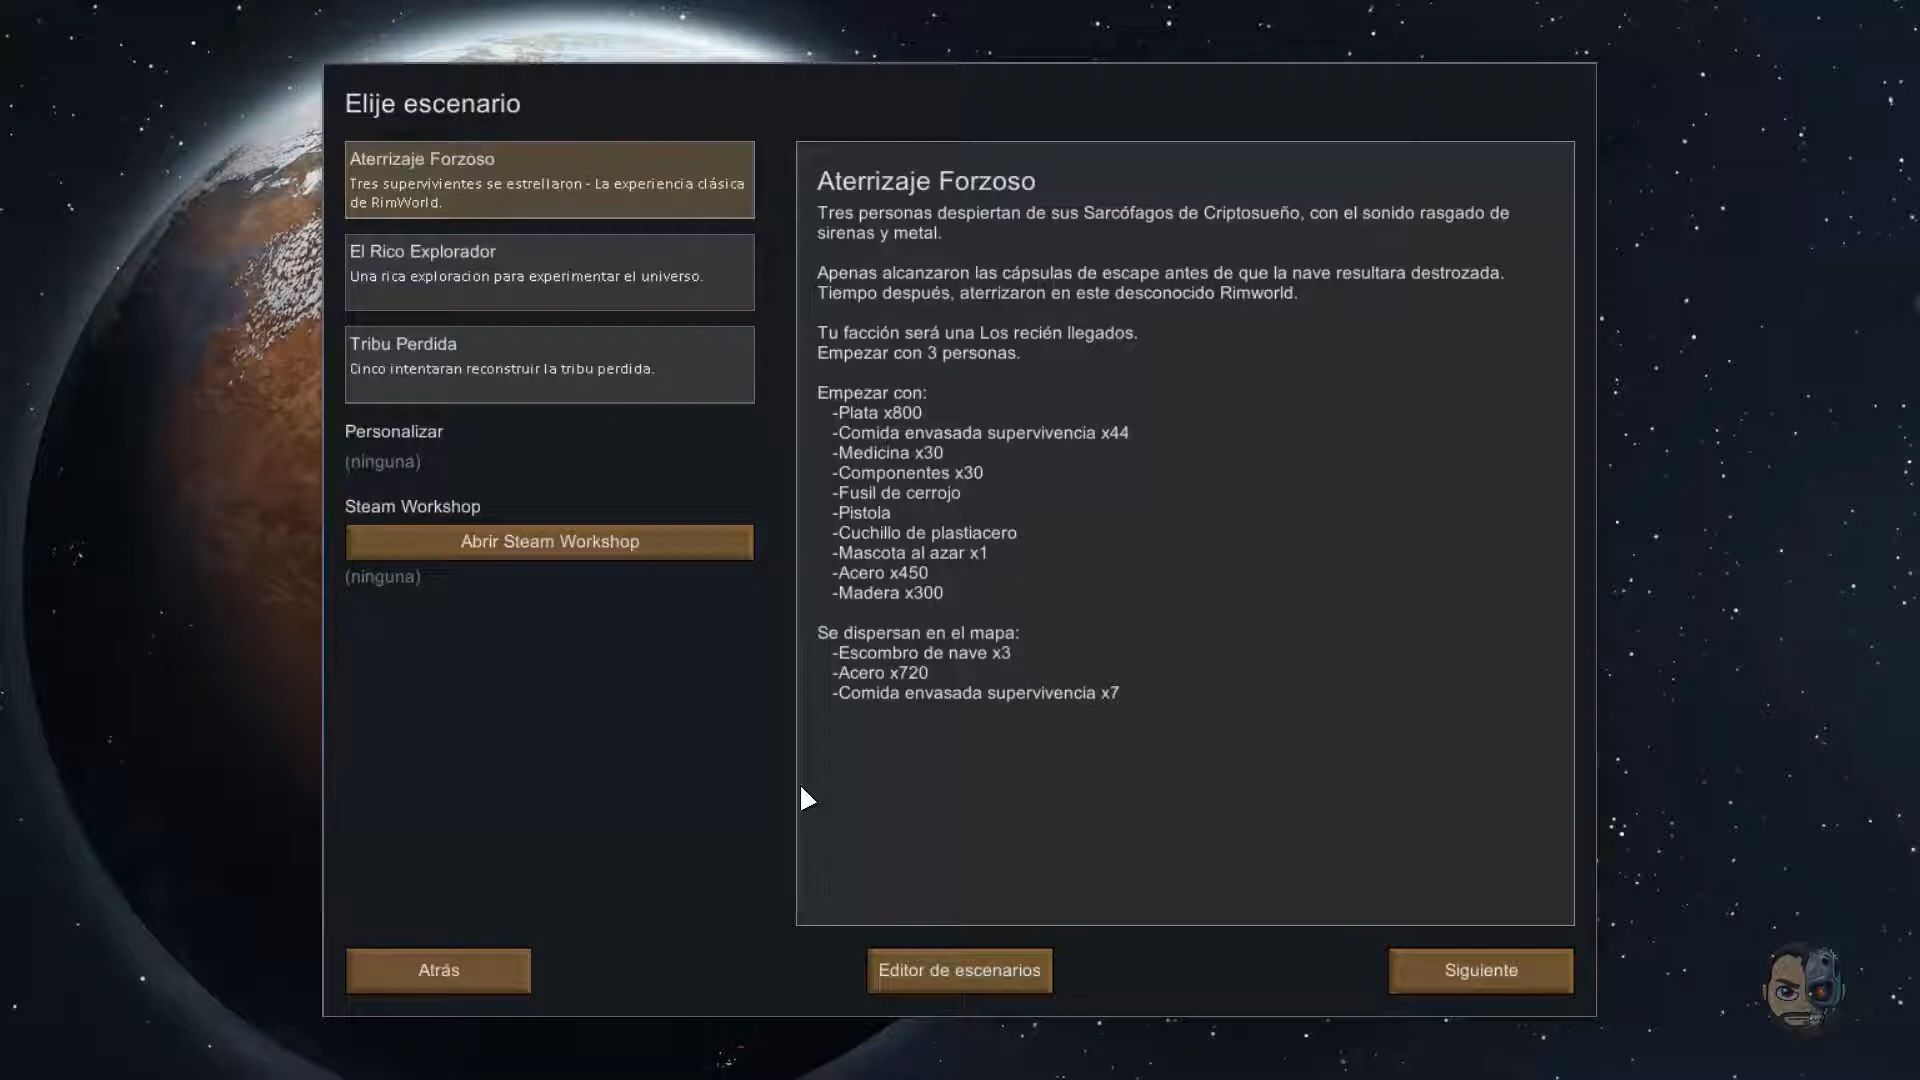 Elije escenario
Aterrizaje Forzoso
Tres supervivientes se estrellaron - La experiencia clásica
de RimWorld.
El Rico Explorador
Una rica exploracion para experimentar el universo.
Tribu Perdida
Cinco intentaran reconstruir la tribu perdida.
Personalizar
(ninguna)
Steam Workshop
Abrir Steam Workshop
(ninguna)
Aterrizaje Forzoso
Tres personas despiertan de sus Sarcófagos de Criptosueño, con el sonido rasgado de
sirenas y metal.
Apenas alcanzaron las cápsulas de escape antes de que la nave resultara destrozada.
Tiempo después, aterrizaron en este desconocido Rimworld.
Tu facción será una Los recién llegados.
Empezar con 3 personas.
Empezar con:
-Plata x800
-Comida envasada supervivencia x44
-Medicina x30
-Componentes x30
-Fusil de cerrojo
-Pistola
-Cuchillo de plastiacero
-Mascota al azar x1
-Acero x450
-Madera x300
Se dispersan en el mapa:
-Escombro de nave x3
-Acero x720
-Comida envasada supervivencia x7
Atrás
Editor de escenarios
Siguiente